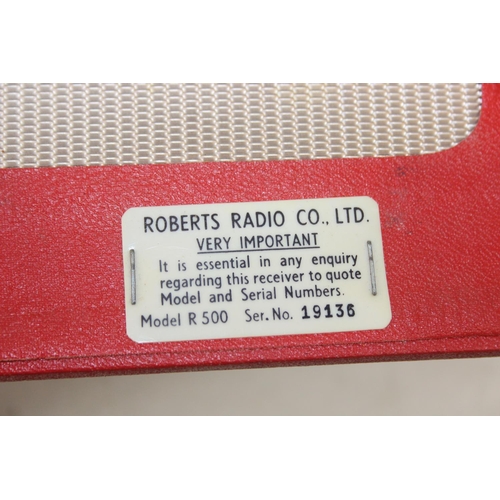 ROBERTS RADIO CO., LTD.
VERY IMPORTANT
It is essential in any enquiry
regarding this receiver to quote
Model and Serial Numbers.
Model R 500 Ser. No. 19136